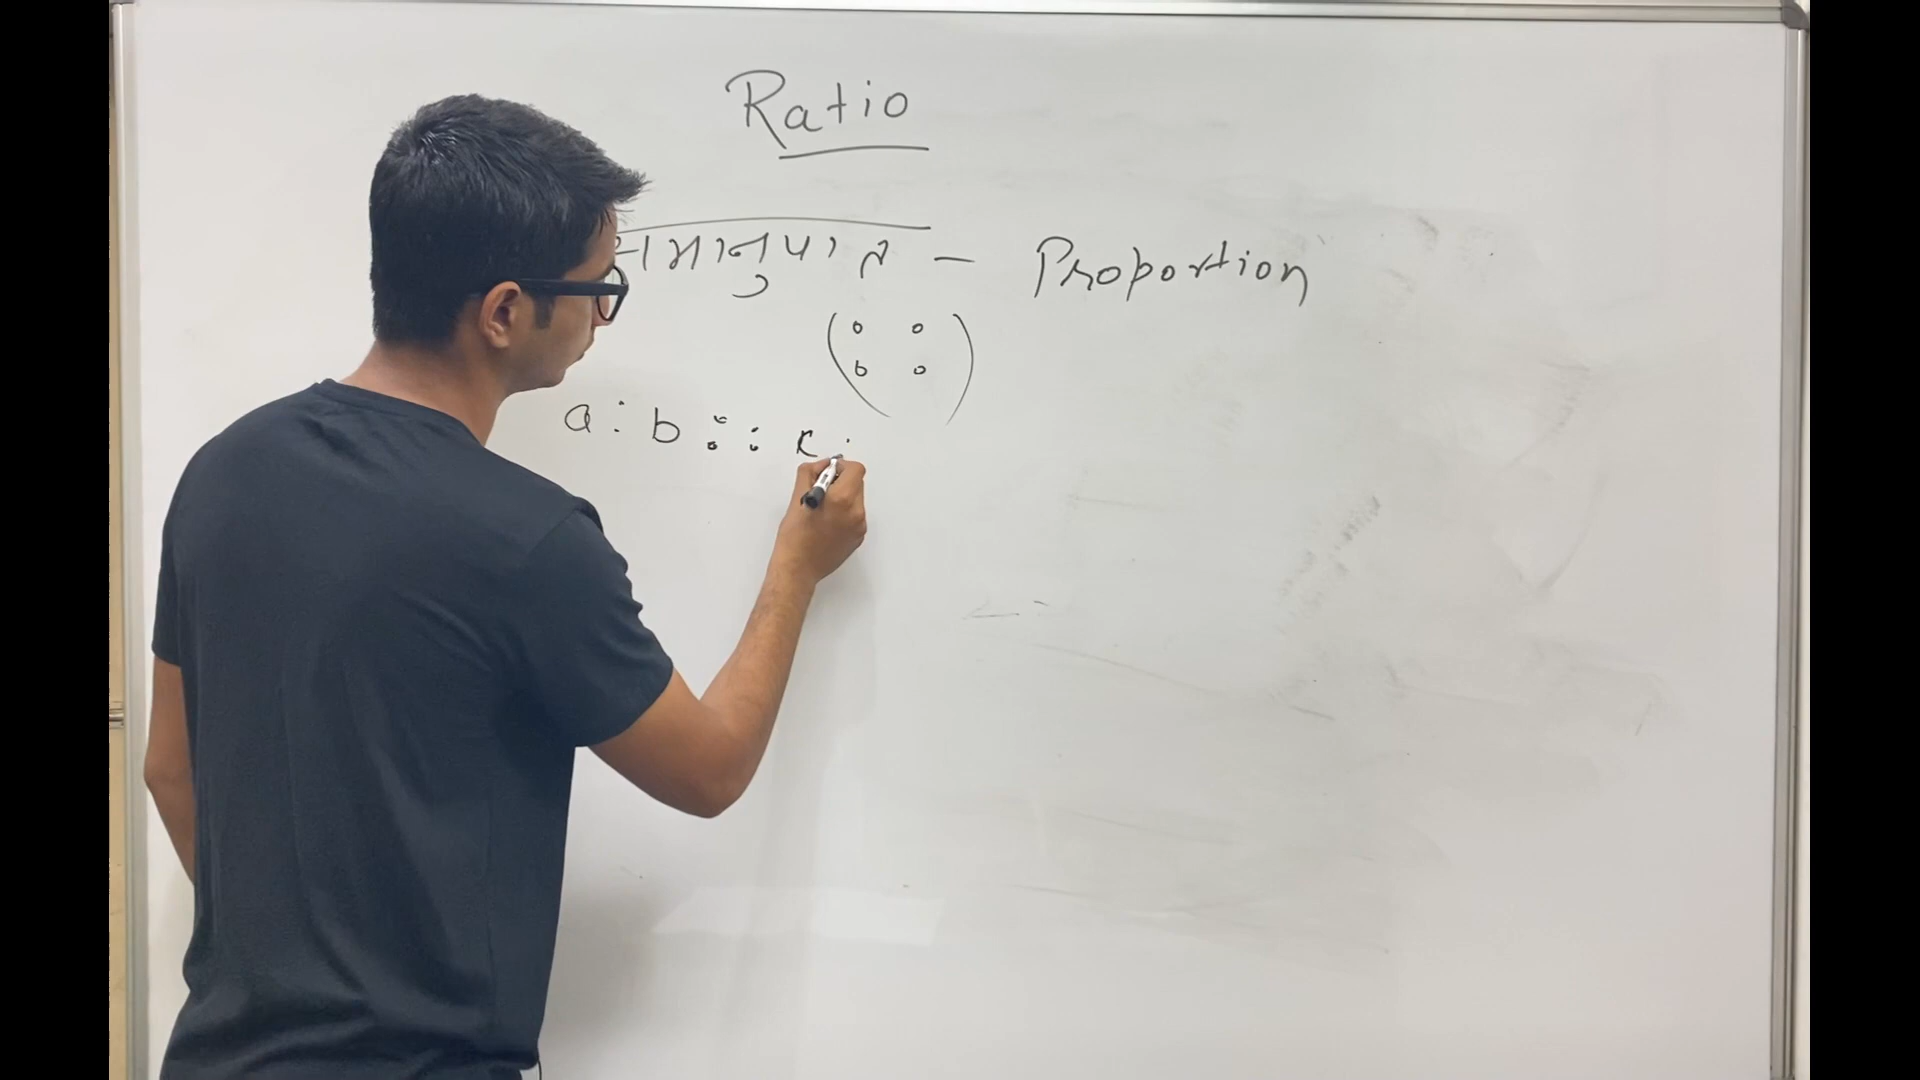 Ratio
समानुपात - Proportion
( : : )
a : b :: c :